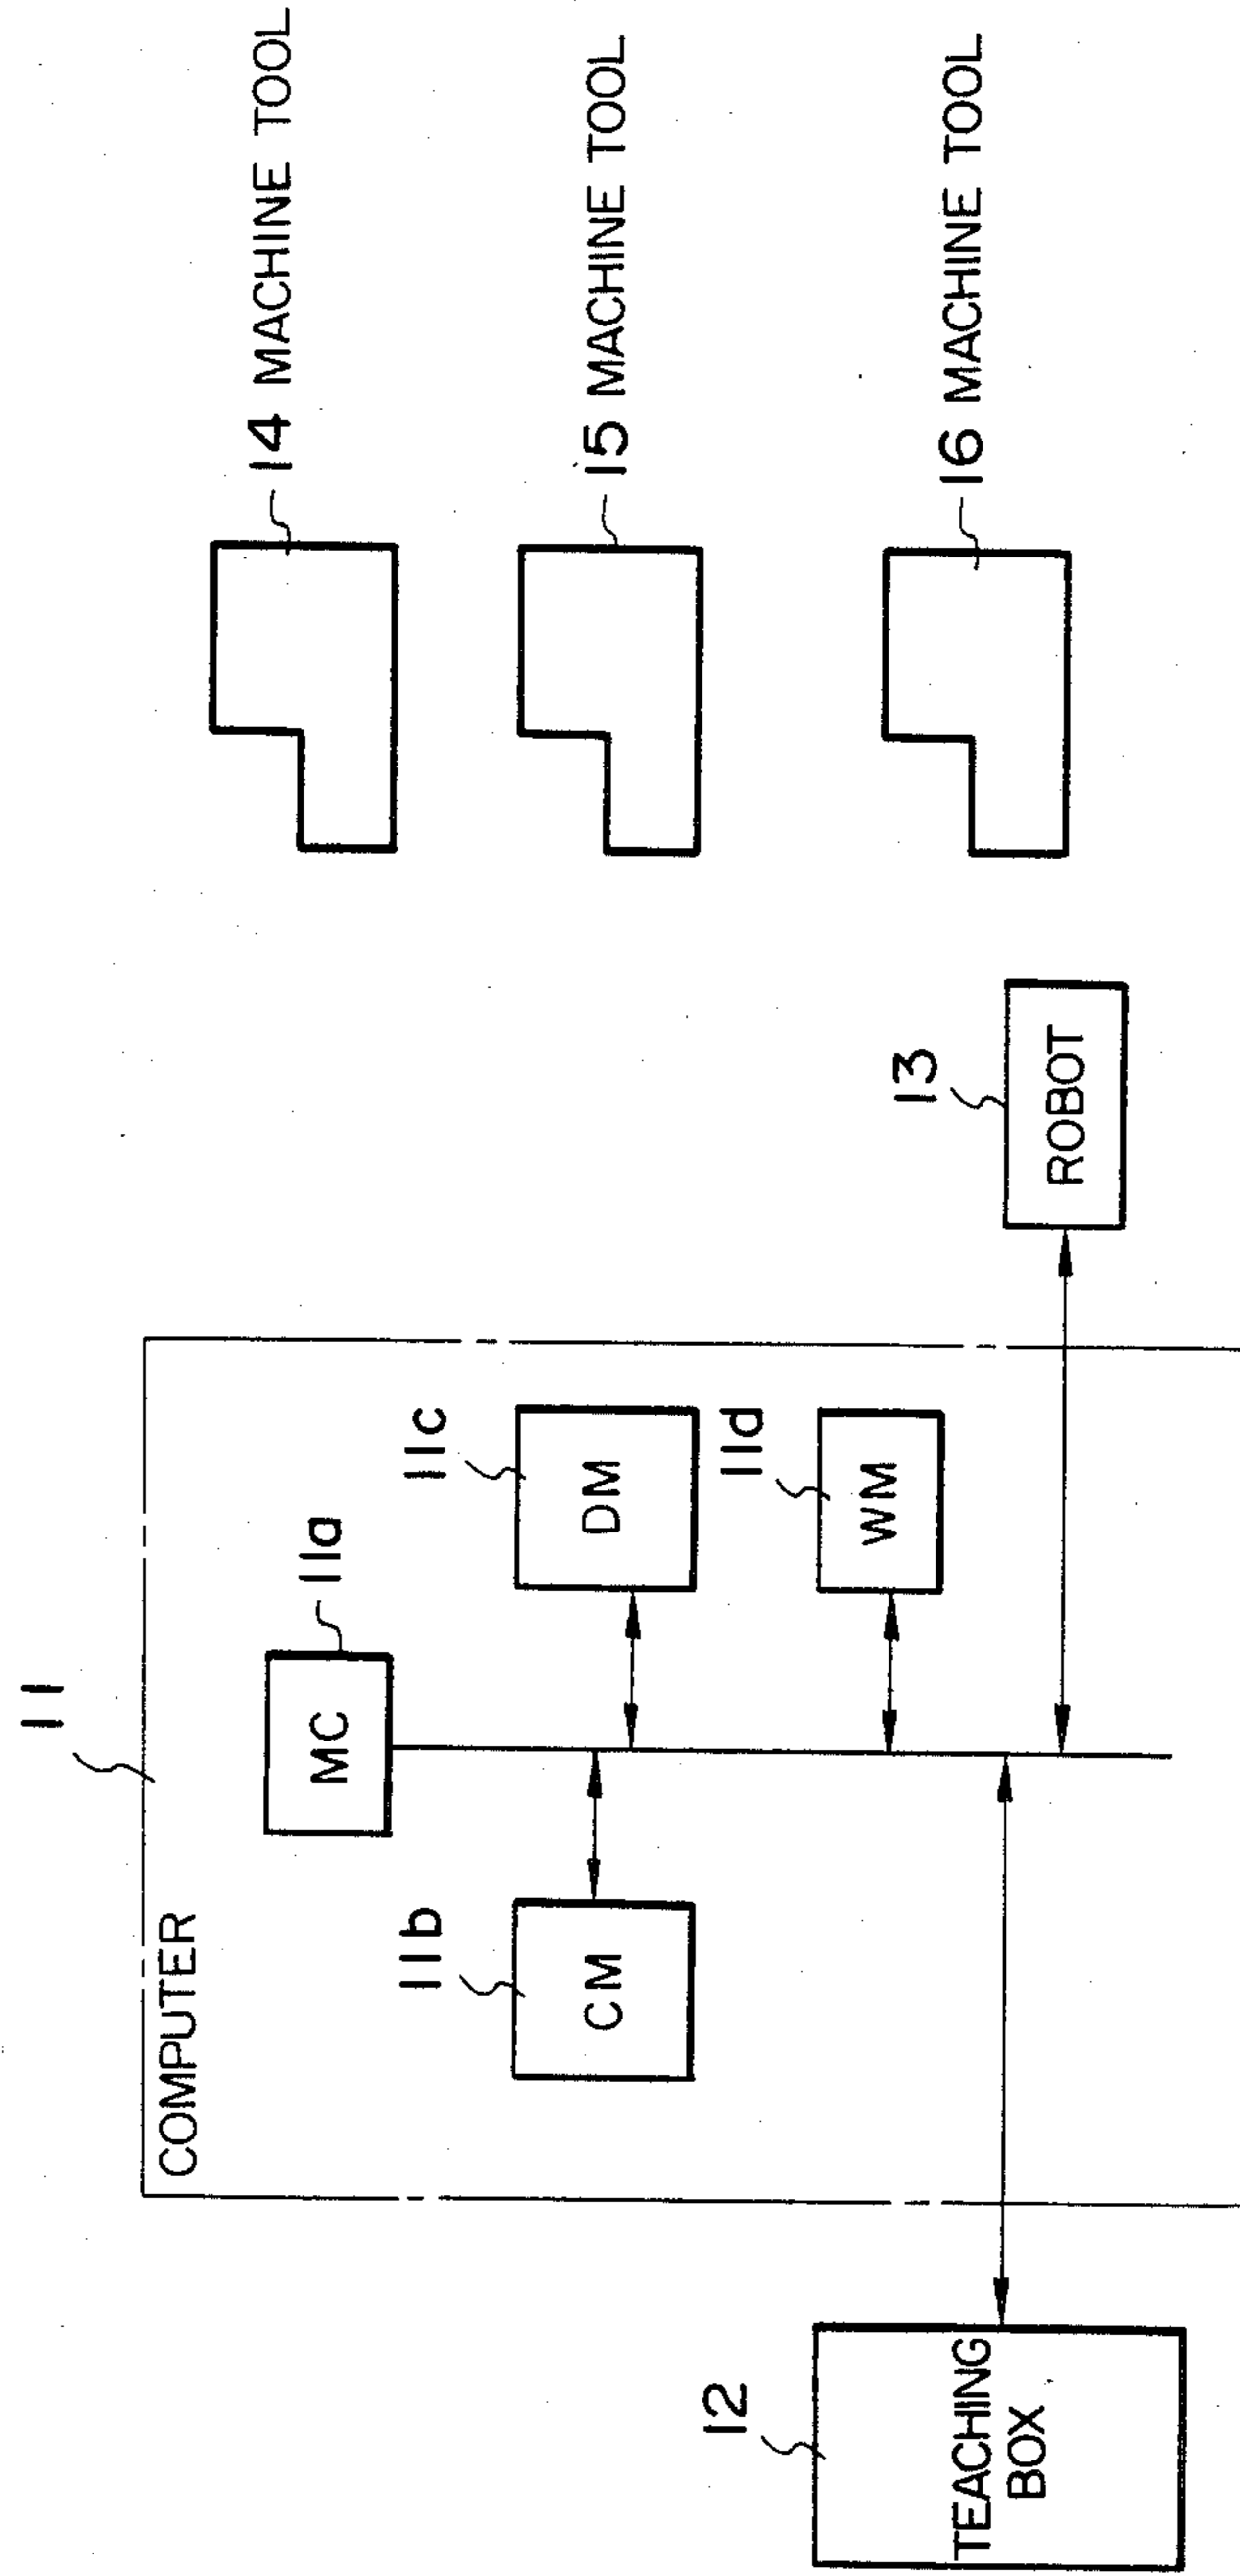 11
COMPUTER
MC
11a
11b
CM
11c
DM
11d
WM
12
TEACHING
BOX
13
ROBOT
14 MACHINE TOOL
15 MACHINE TOOL
16 MACHINE TOOL